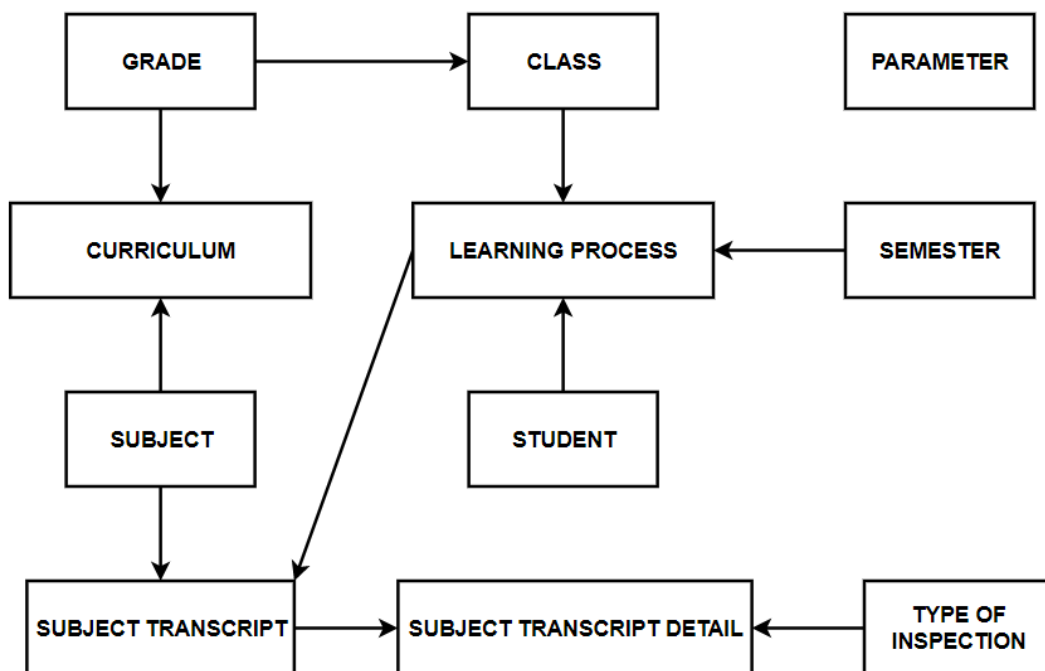 GRADE
CLASS
PARAMETER
CURRICULUM
LEARNING PROCESS
SEMESTER
SUBJECT
STUDENT
SUBJECT TRANSCRIPT
SUBJECT TRANSCRIPT DETAIL
TYPE OF
INSPECTION